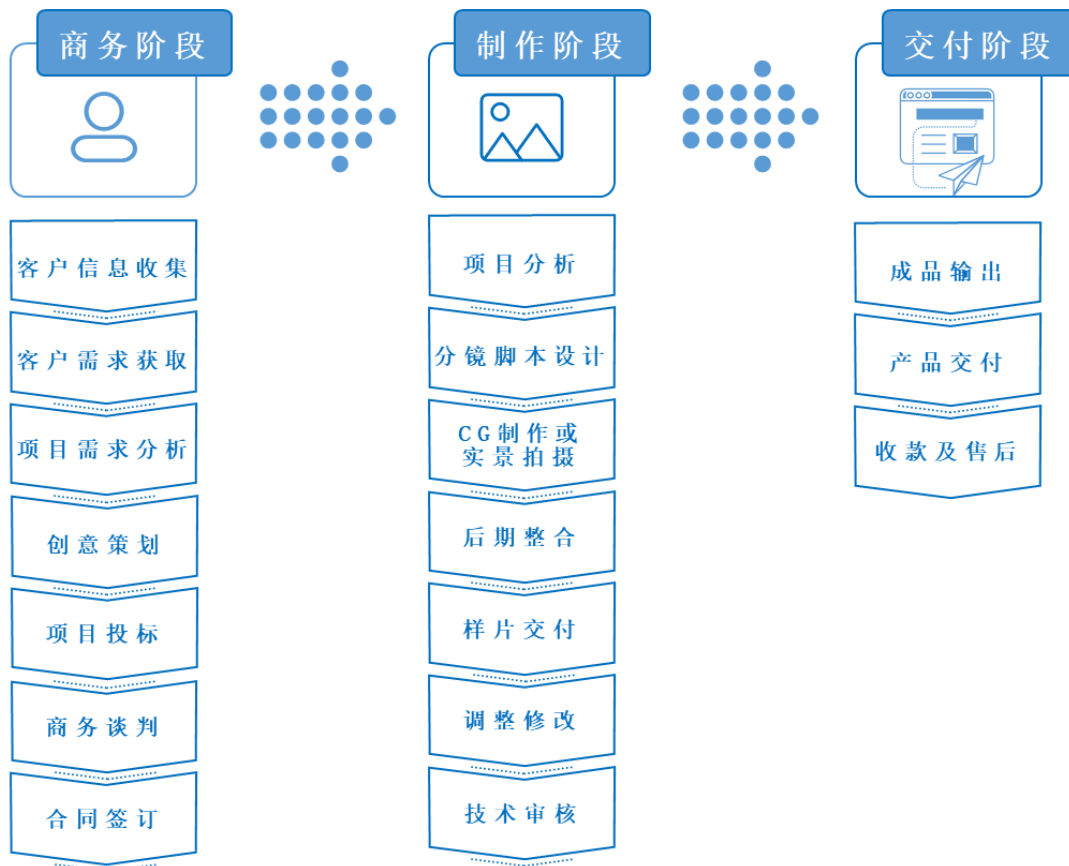 商务阶段
客户信息收集
客户需求获取
项目需求分析
创意策划
项目投标
商务谈判
合同签订
制作阶段
项目分析
分镜脚本设计
CG制作或
实景拍摄
后期整合
样片交付
调整修改
技术审核
交付阶段
成品输出
产品交付
收款及售后